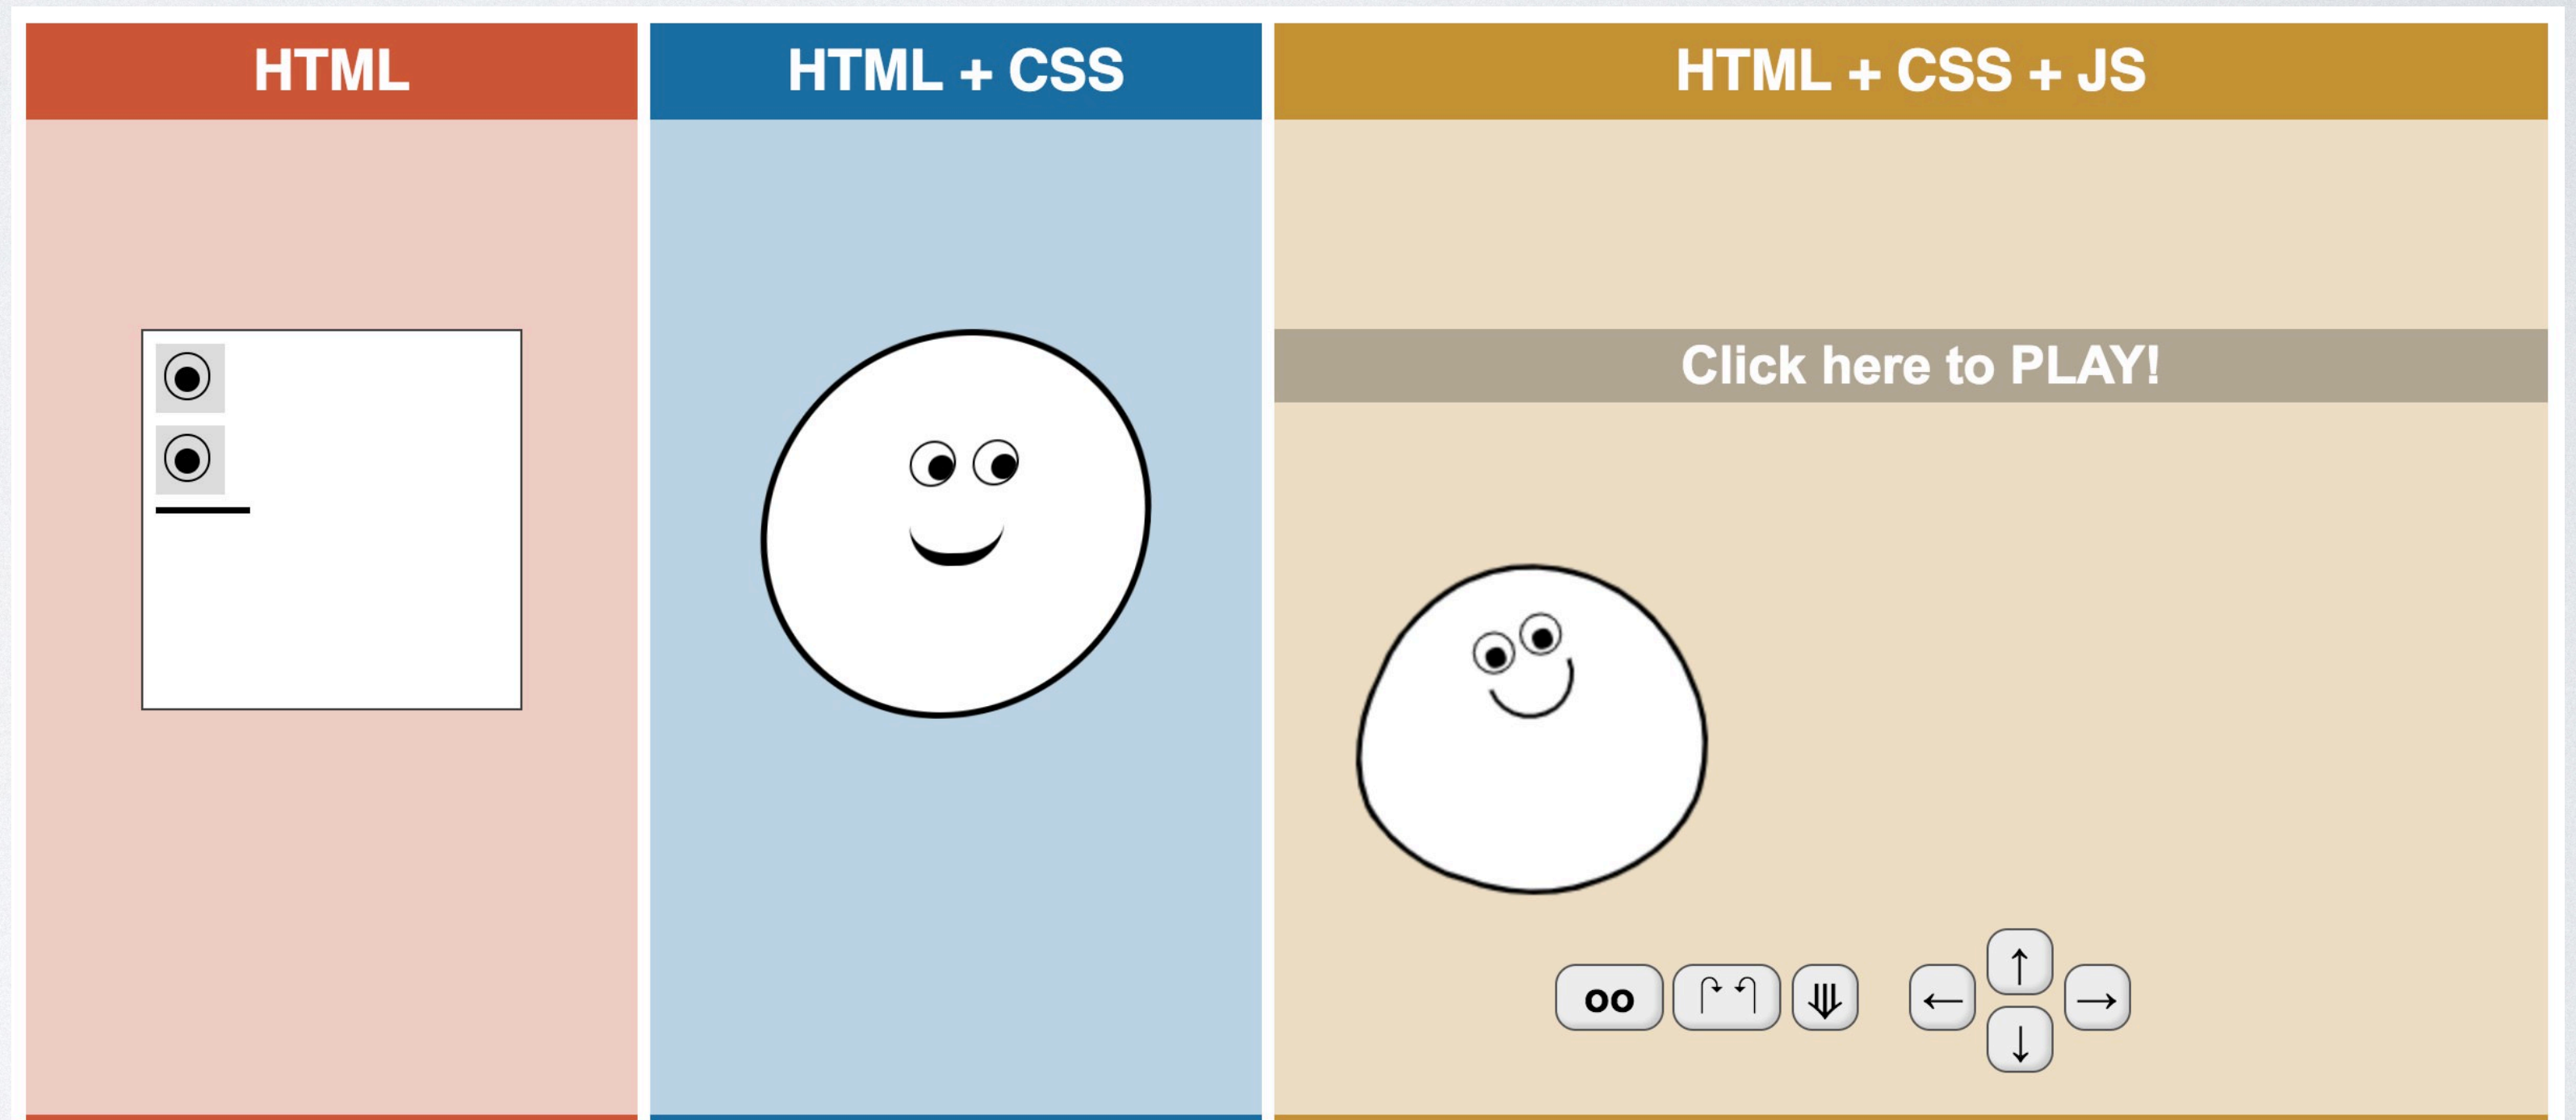 HTML
HTML + CSS
HTML + CSS + JS
Click here to PLAY!
oo
↑
← →
↓